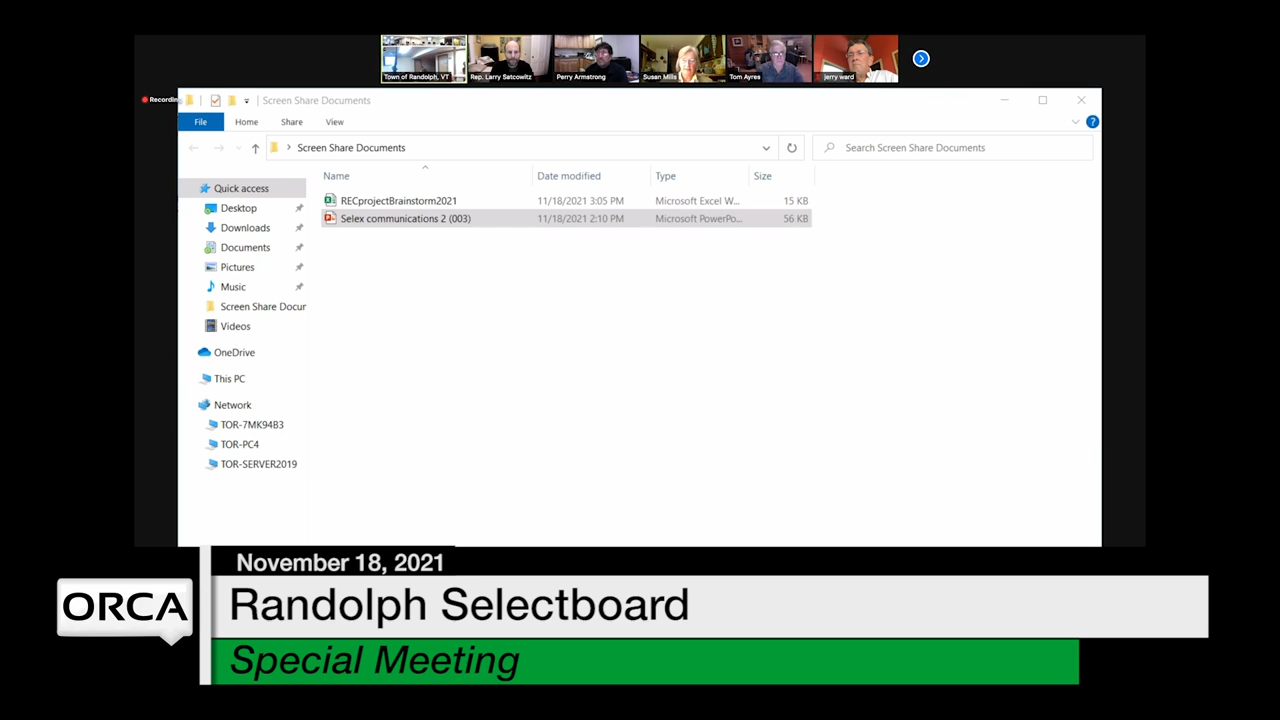 Town of Randolph, VT
Rep. Larry Satcowitz
Perry Armstrong
Susan Mills
Tom Ayres
jerry ward
Recording
Screen Share Documents
File Home Share View
Screen Share Documents
Search Screen Share Documents
Name Date modified Type Size
RECprojectBrainstorm2021 11/18/2021 3:05 PM Microsoft Excel W... 15 KB
Selex communications 2 (003) 11/18/2021 2:10 PM Microsoft PowerPo... 56 KB
Quick access
Desktop
Downloads
Documents
Pictures
Music
Screen Share Docur
Videos
OneDrive
This PC
Network
TOR-7MK94B3
TOR-PC4
TOR-SERVER2019
November 18, 2021
ORCA
Randolph Selectboard
Special Meeting